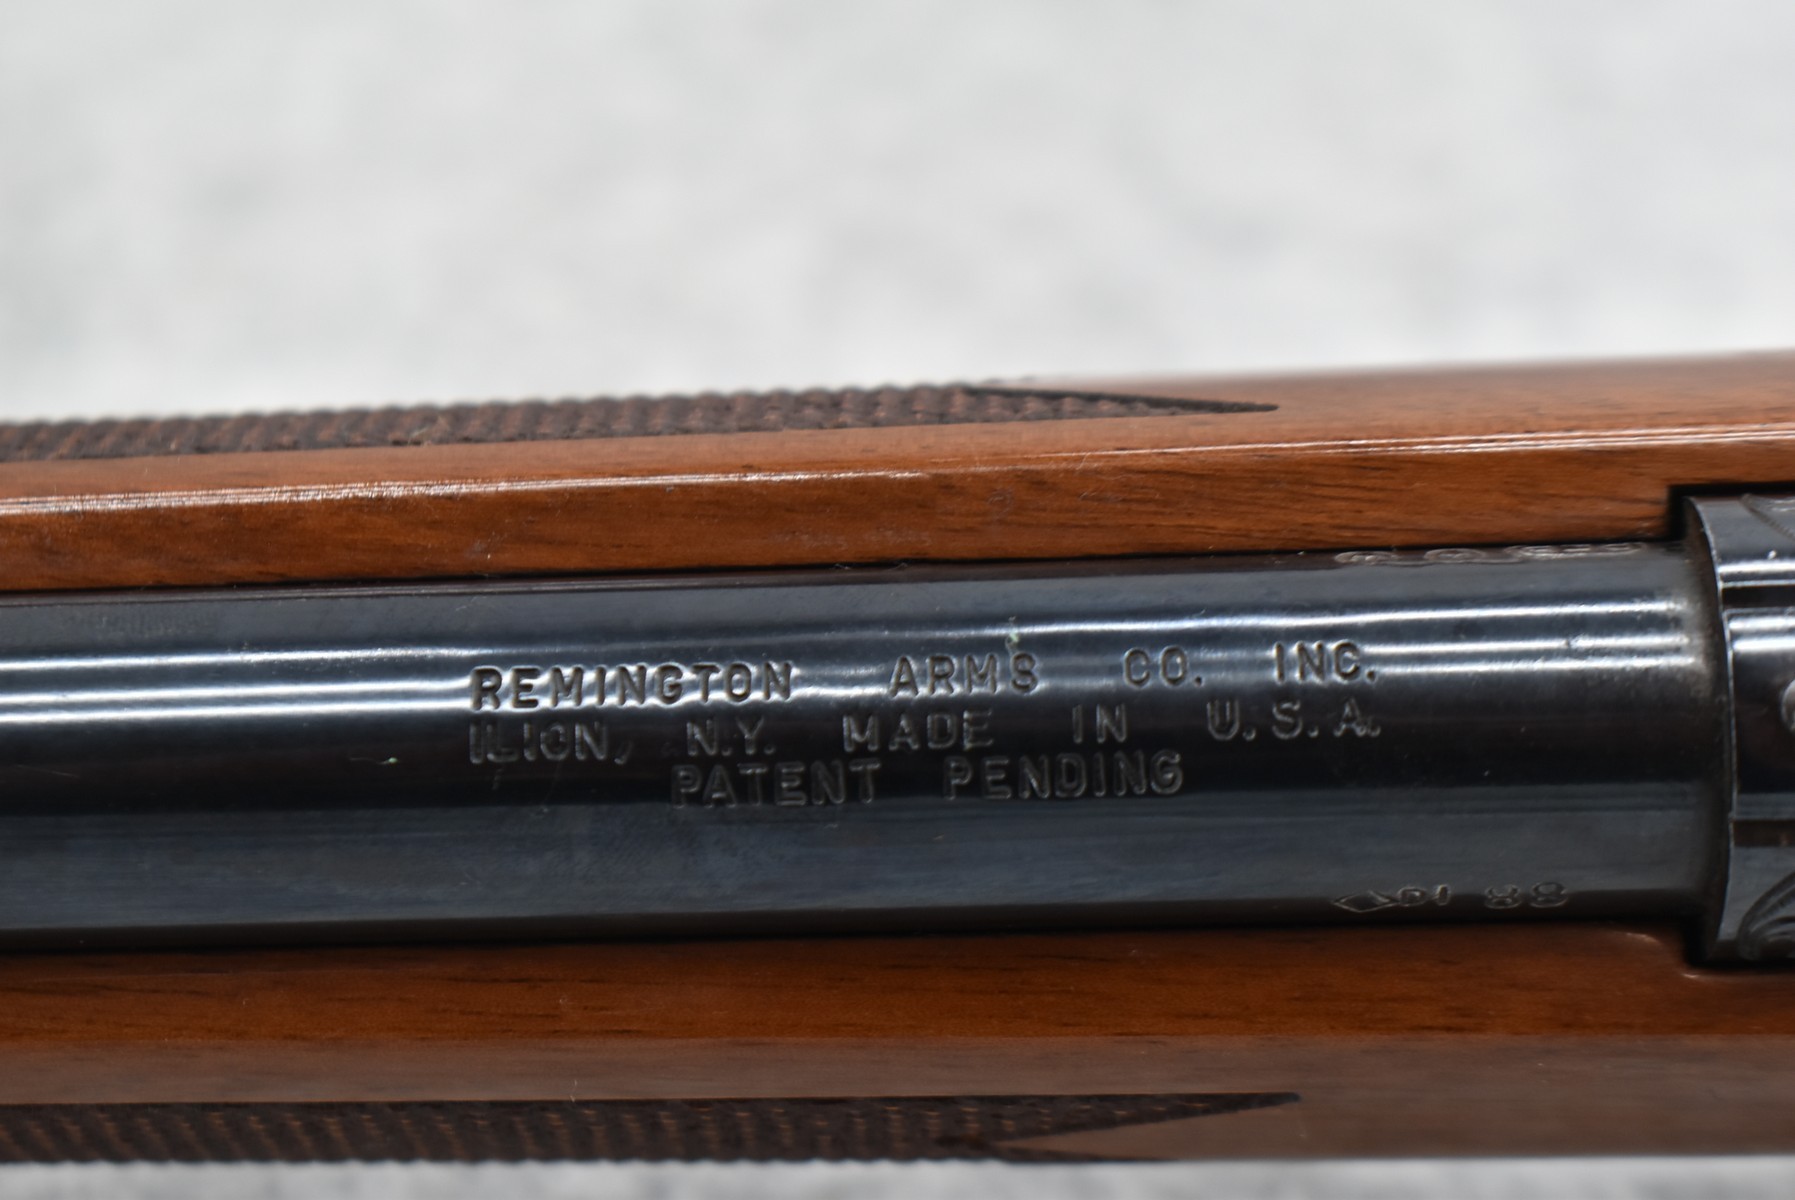 REMINGTON ARMS CO. INC.
ILION, N.Y. MADE IN U.S.A.
PATENT PENDING